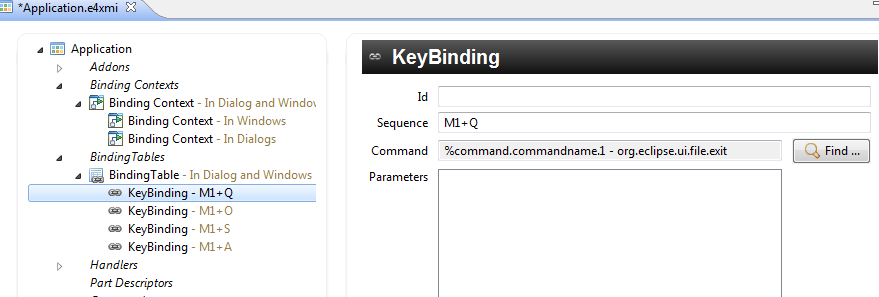 *Application.e4xmi
Application
Addons
Binding Contexts
Binding Context - In Dialog and Window
Binding Context - In Windows
Binding Context - In Dialogs
BindingTables
BindingTable - In Dialog and Windows
KeyBinding - M1+Q
KeyBinding - M1+O
KeyBinding - M1+S
KeyBinding - M1+A
Handlers
Part Descriptors
KeyBinding
Id
Sequence M1+Q
Command %command.commandname.1 - org.eclipse.ui.file.exit Find ...
Parameters